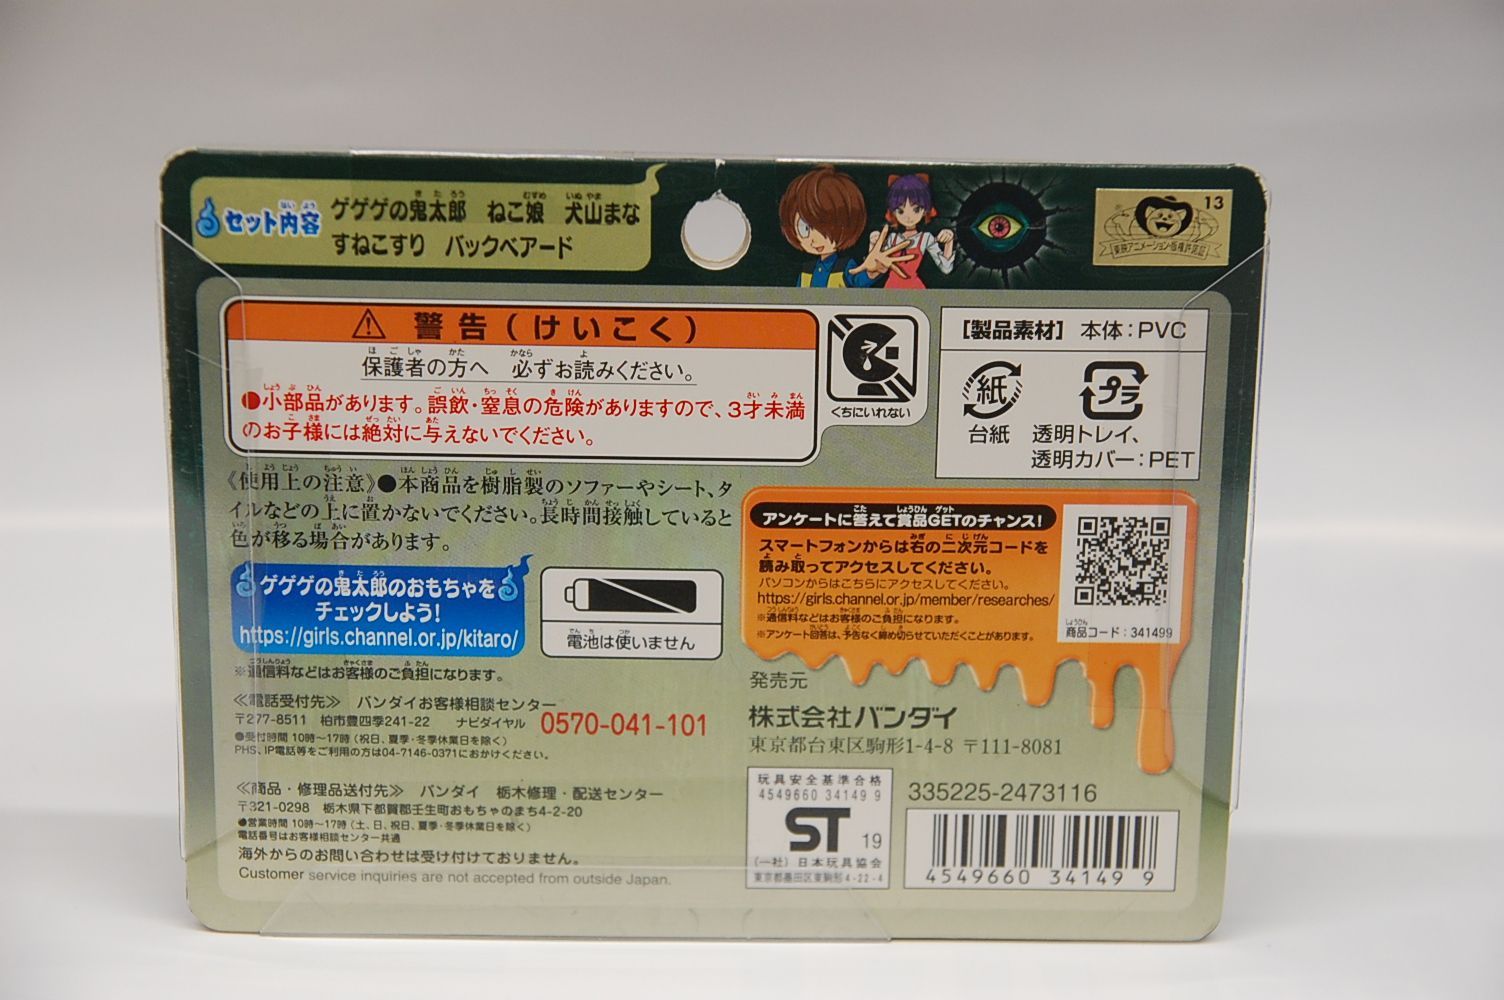 セット内容
ゲゲゲの鬼太郎 ねこ娘 犬山まな
すねこすり バックベアード
13
東映アニメーション版権許諾証
警告(けいこく)
保護者の方へ 必ずお読みください。
●小部品があります。誤飲・窒息の危険がありますので、3才未満
のお子様には絶対に与えないでください。
くちにいれない
[製品素材] 本体:PVC
紙
プラ
台紙 透明トレイ、
透明カバー:PET
《使用上の注意》●本商品を樹脂製のソファーやシート、タ
イルなどの上に置かないでください。長時間接触していると
色が移る場合があります。
ゲゲゲの鬼太郎のおもちゃを
チェックしよう!
https://girls.channel.or.jp/kitaro/
電池は使いません
※通信料などはお客様のご負担になります。
アンケートに答えて賞品GETのチャンス!
スマートフォンからは右の二次元コードを
読み取ってアクセスしてください。
パソコンからはこちらにアクセスしてください。
https://girls.channel.or.jp/member/researches/
※通信料などはお客様のご負担になります。
※アンケート回答は、予告なく締め切らせていただくことがあります。
商品コード:341499
≪電話受付先≫ バンダイお客様相談センター
〒277-8511 柏市豊四季241-22 ナビダイヤル 0570-041-101
●受付時間 10時~17時(祝日、夏季・冬季休業日を除く)
PHS、IP電話等をご利用の方は04-7146-0371におかけください。
≪商品・修理品送付先≫ バンダイ 栃木修理・配送センター
〒321-0298 栃木県下都賀郡壬生町おもちゃのまち4-2-20
●営業時間 10時~17時(土、日、祝日、夏季・冬季休業日を除く)
電話番号はお客様相談センター共通
海外からのお問い合わせは受け付けておりません。
Customer service inquiries are not accepted from outside Japan.
発売元
株式会社バンダイ
東京都台東区駒形1-4-8 〒111-8081
玩具安全基準合格
4549660 34149 9
ST 19
(一社)日本玩具協会
東京都墨田区東駒形4-22-4
335225-2473116
4549660 34149 9